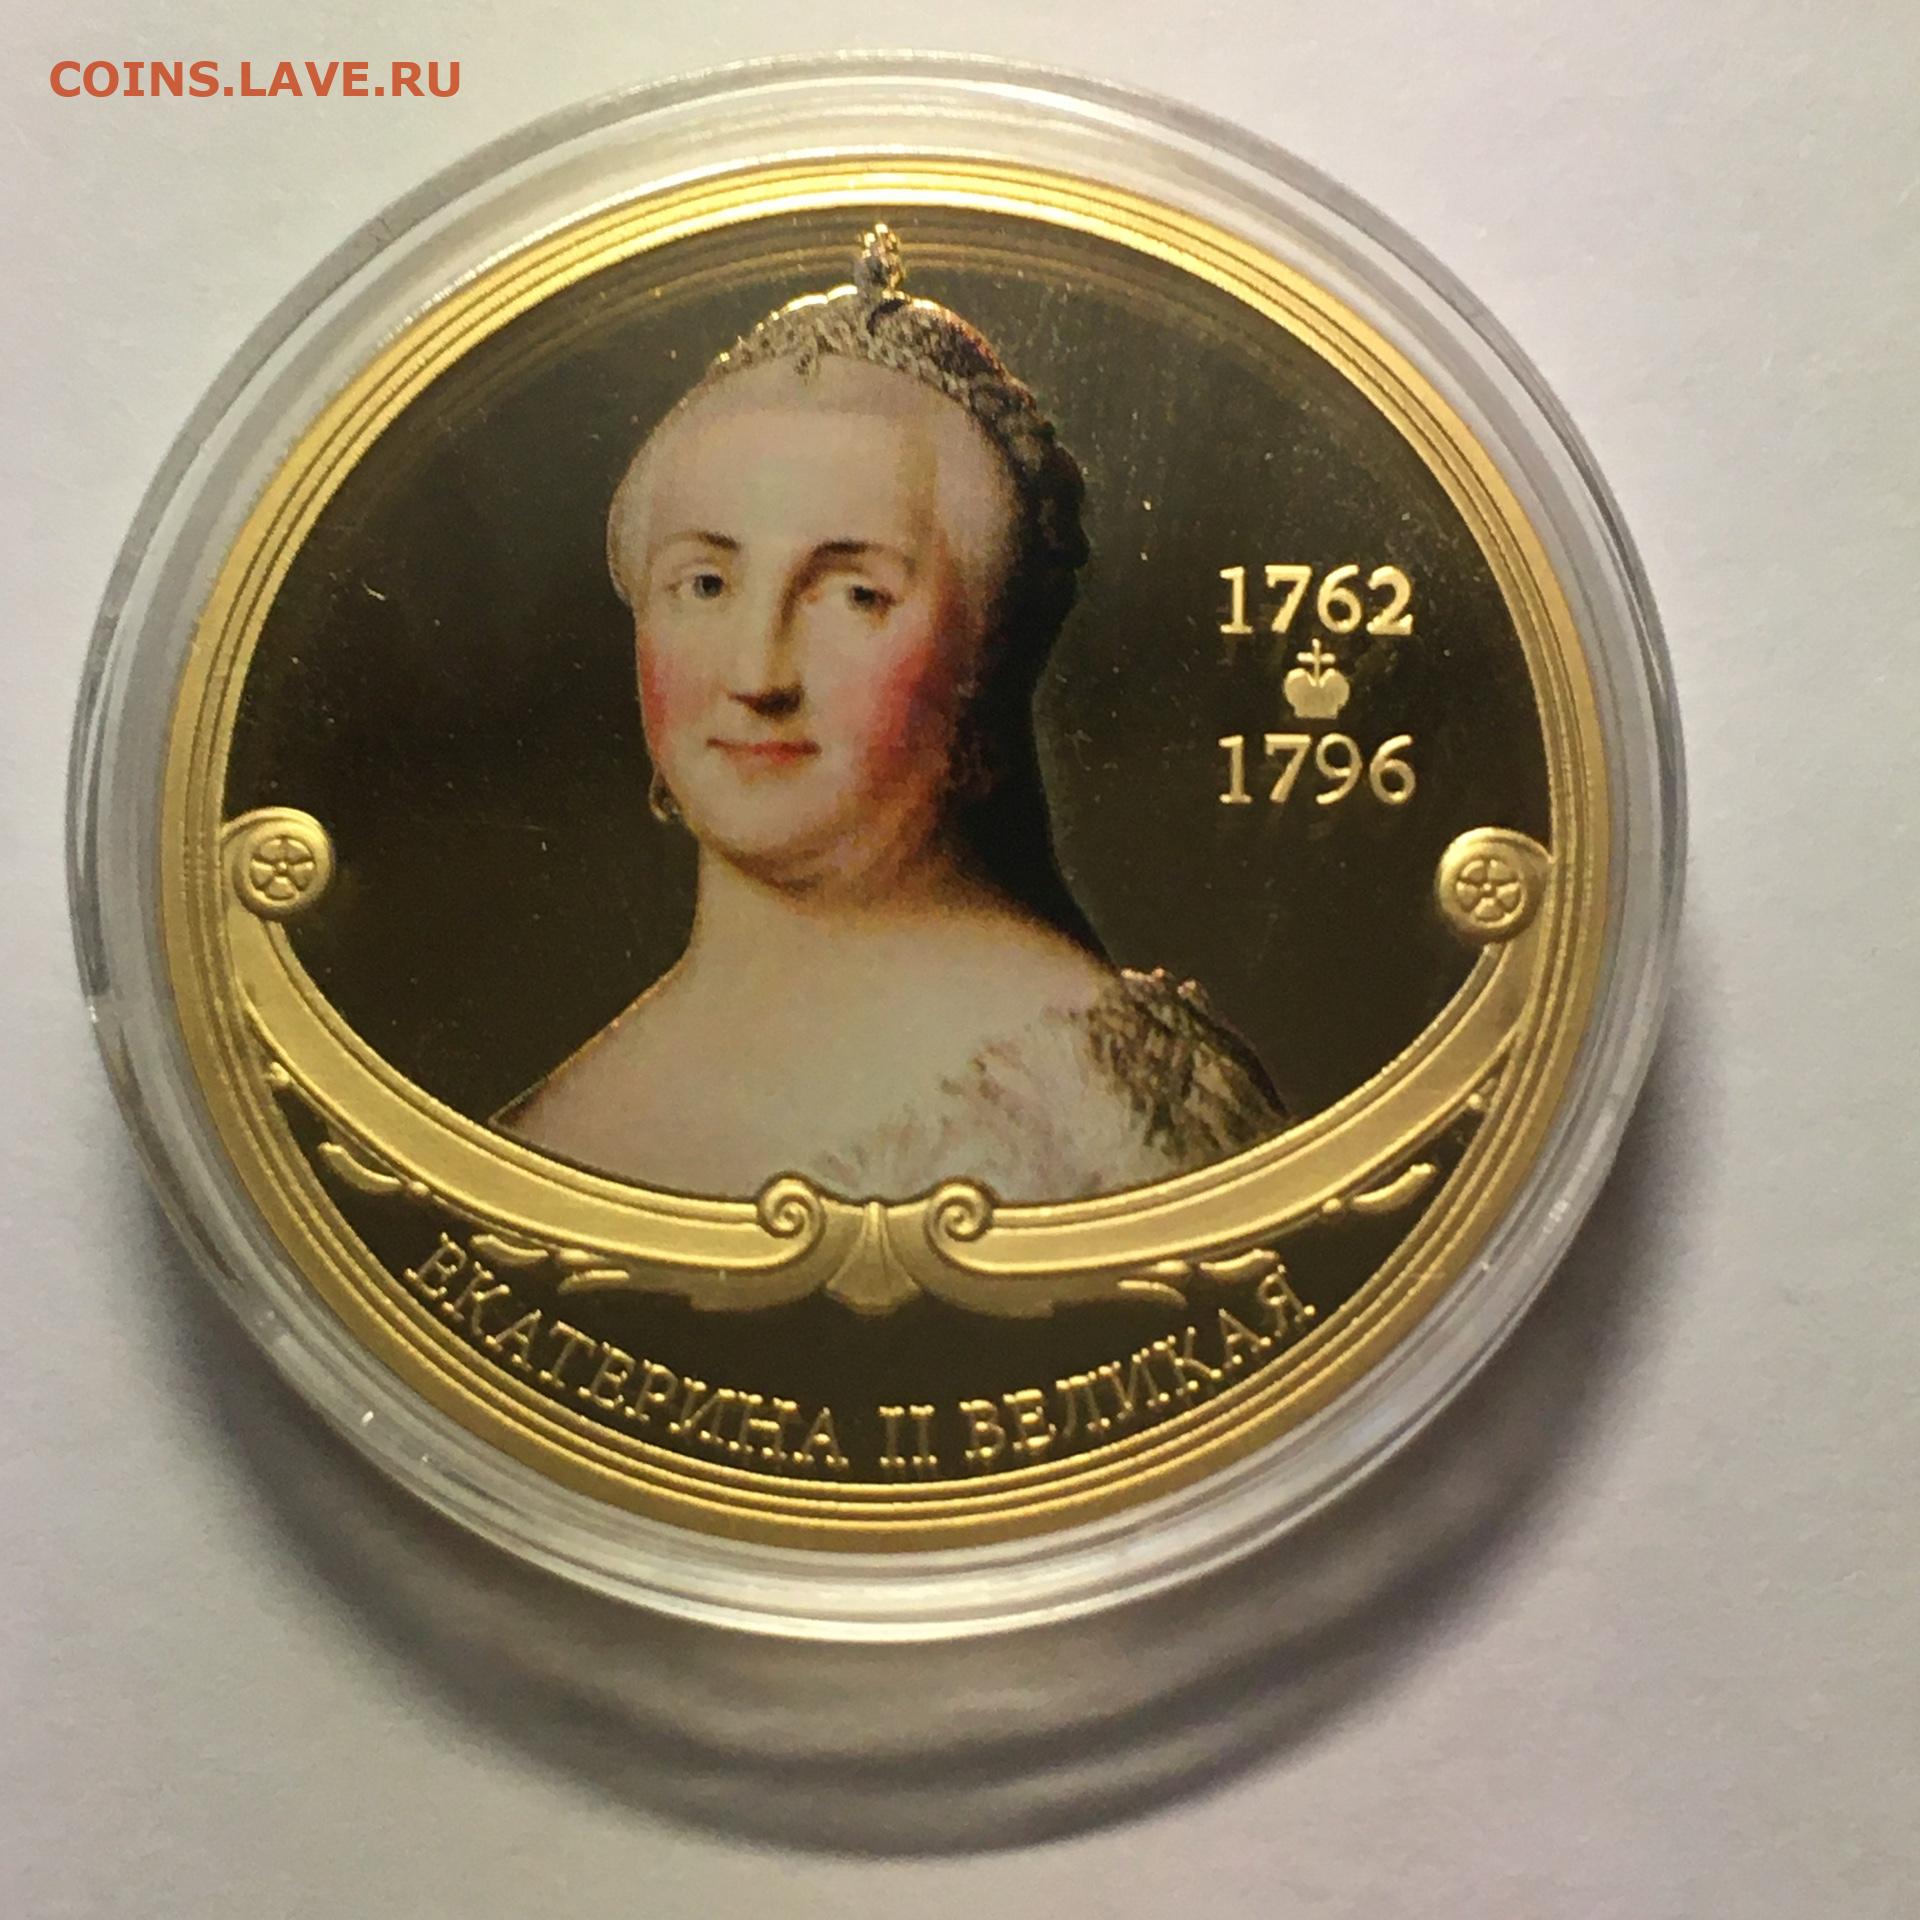 COINS.LAVE.RU
1762
1796
ЕКАТЕРИНА II ВЕЛИКАЯ